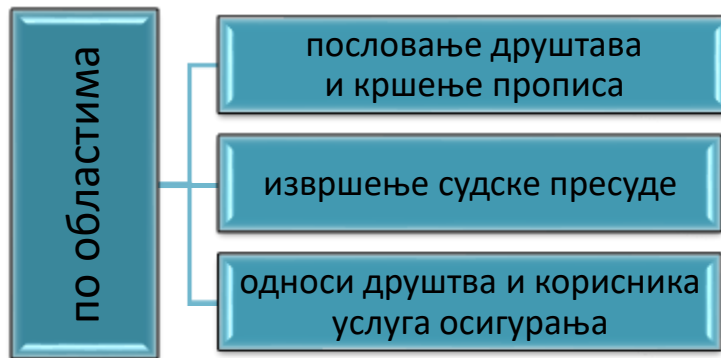 по областима
пословање друштава
и кршење прописа
извршење судске пресуде
односи друштва и корисника
услуга осигурања